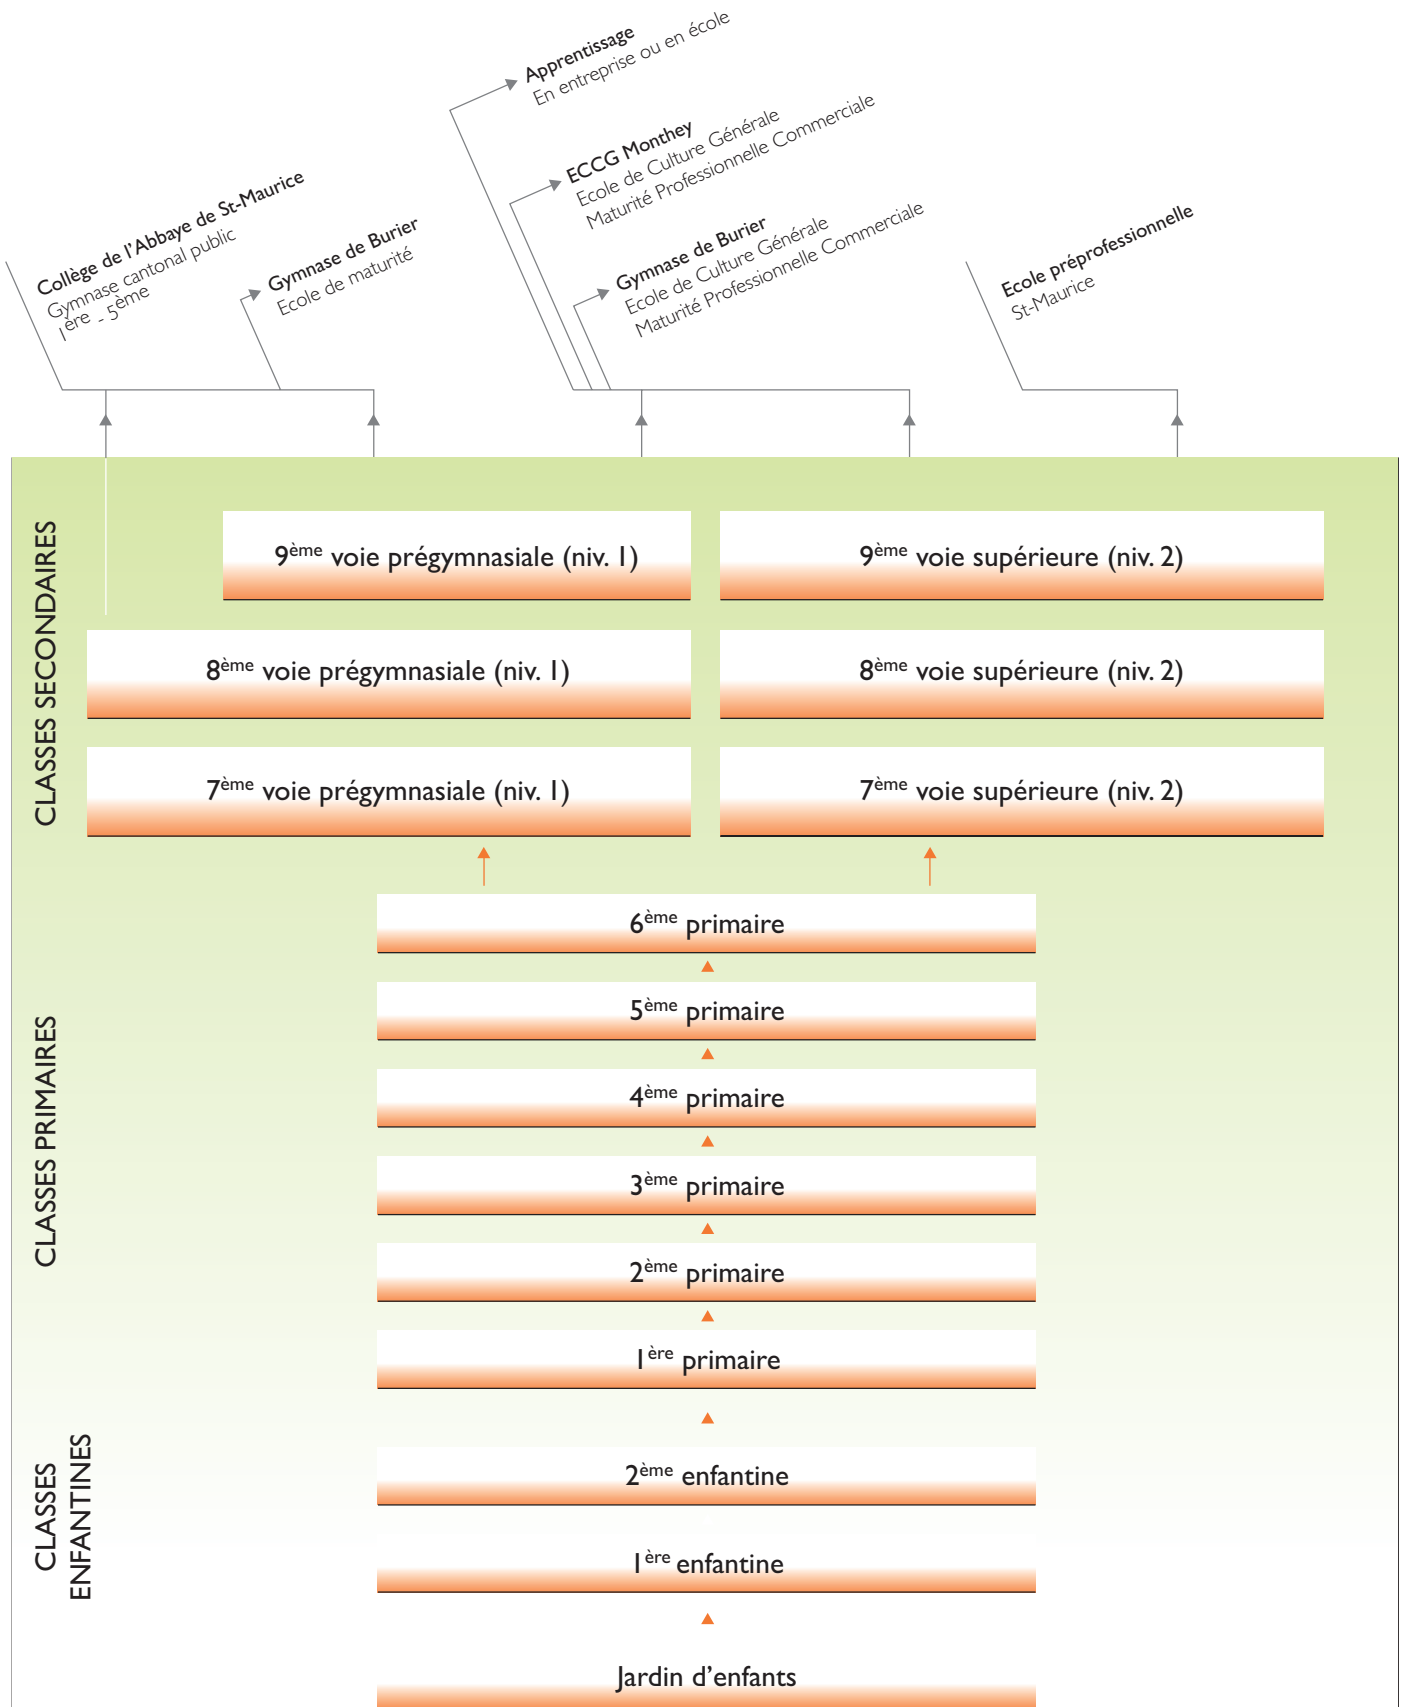 Apprentissage
En entreprise ou en école
ECCG Monthey
Ecole de Culture Générale
Maturité Professionnelle Commerciale
Collège de l'Abbaye de St-Maurice
Gymnase cantonal public
1ère - 5ème
Gymnase de Burier
Ecole de maturité
Gymnase de Burier
Ecole de Culture Générale
Maturité Professionnelle Commerciale
Ecole préprofessionnelle
St-Maurice
CLASSES SECONDAIRES
9ème voie prégymnasiale (niv. 1)
9ème voie supérieure (niv. 2)
8ème voie prégymnasiale (niv. 1)
8ème voie supérieure (niv. 2)
7ème voie prégymnasiale (niv. 1)
7ème voie supérieure (niv. 2)
CLASSES PRIMAIRES
6ème primaire
5ème primaire
4ème primaire
3ème primaire
2ème primaire
1ère primaire
CLASSES
ENFANTINES
2ème enfantine
1ère enfantine
Jardin d'enfants